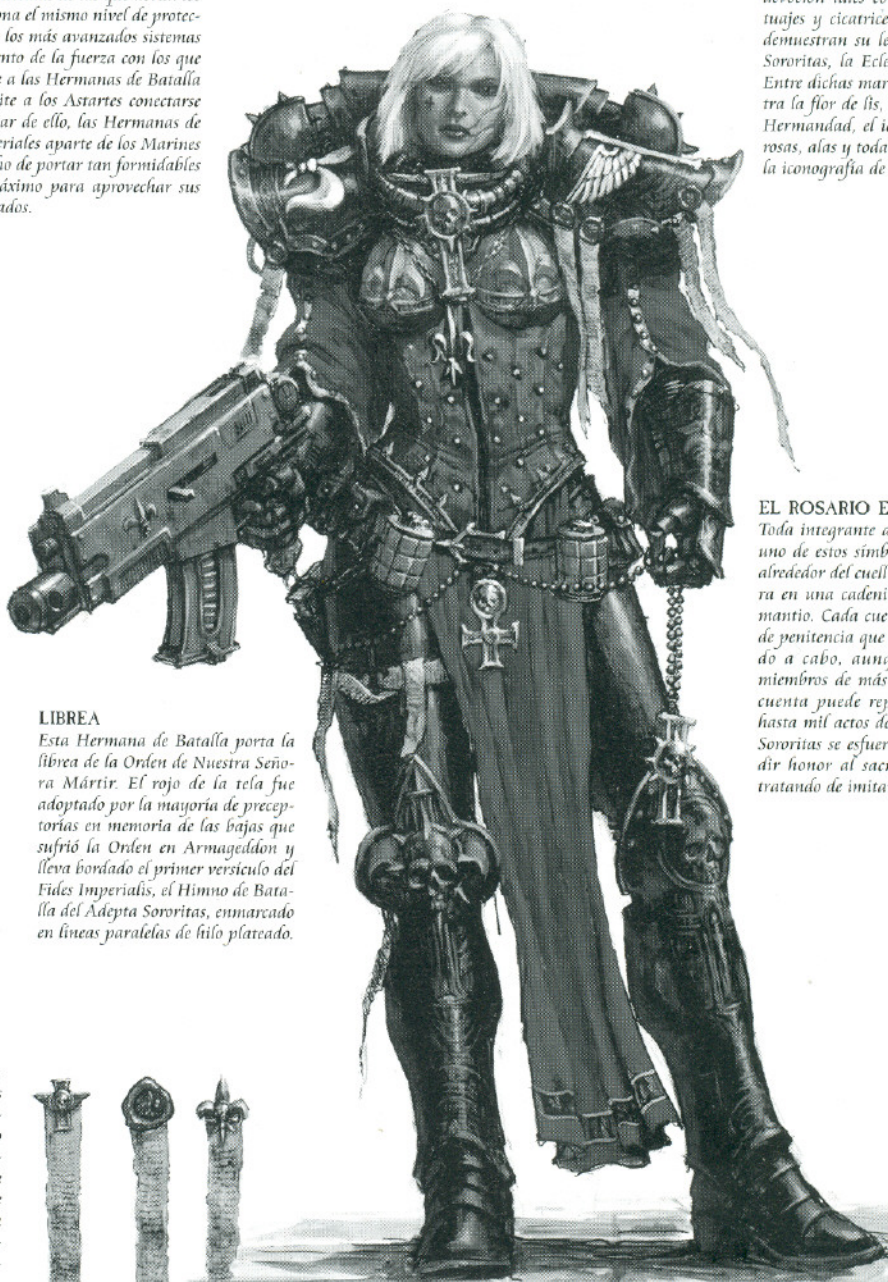 ma el mismo nivel de protec-
los más avanzados sistemas
nto de la fuerza con los que
e a las Hermanas de Batalla
ite a los Astartes conectarse
ar de ello, las Hermanas de
eriales aparte de los Marines
o de portar tan formidables
áximo para aprovechar sus
ados.
tuajes y cicatrice
demuestran su le
Sororitas, la Ecle
Entre dichas mar
tra la flor de lis,
Hermandad, el ic
rosas, alas y toda
la iconografía de
EL ROSARIO E
Toda integrante a
uno de estos símb
alrededor del cuell
ra en una cadeni
mantio. Cada cue
de penitencia que
do a cabo, aunq
miembros de más
cuenta puede rep
hasta mil actos de
Sororitas se esfuer
dir honor al sacr
tratando de imita
LIBREA
Esta Hermana de Batalla porta la
librea de la Orden de Nuestra Seño-
ra Mártir. El rojo de la tela fue
adoptado por la mayoría de precep-
torías en memoria de las bajas que
sufrió la Orden en Armageddon y
lleva bordado el primer versículo del
Fides Imperialis, el Himno de Bata-
lla del Adepta Sororitas, enmarcado
en líneas paralelas de hilo plateado.